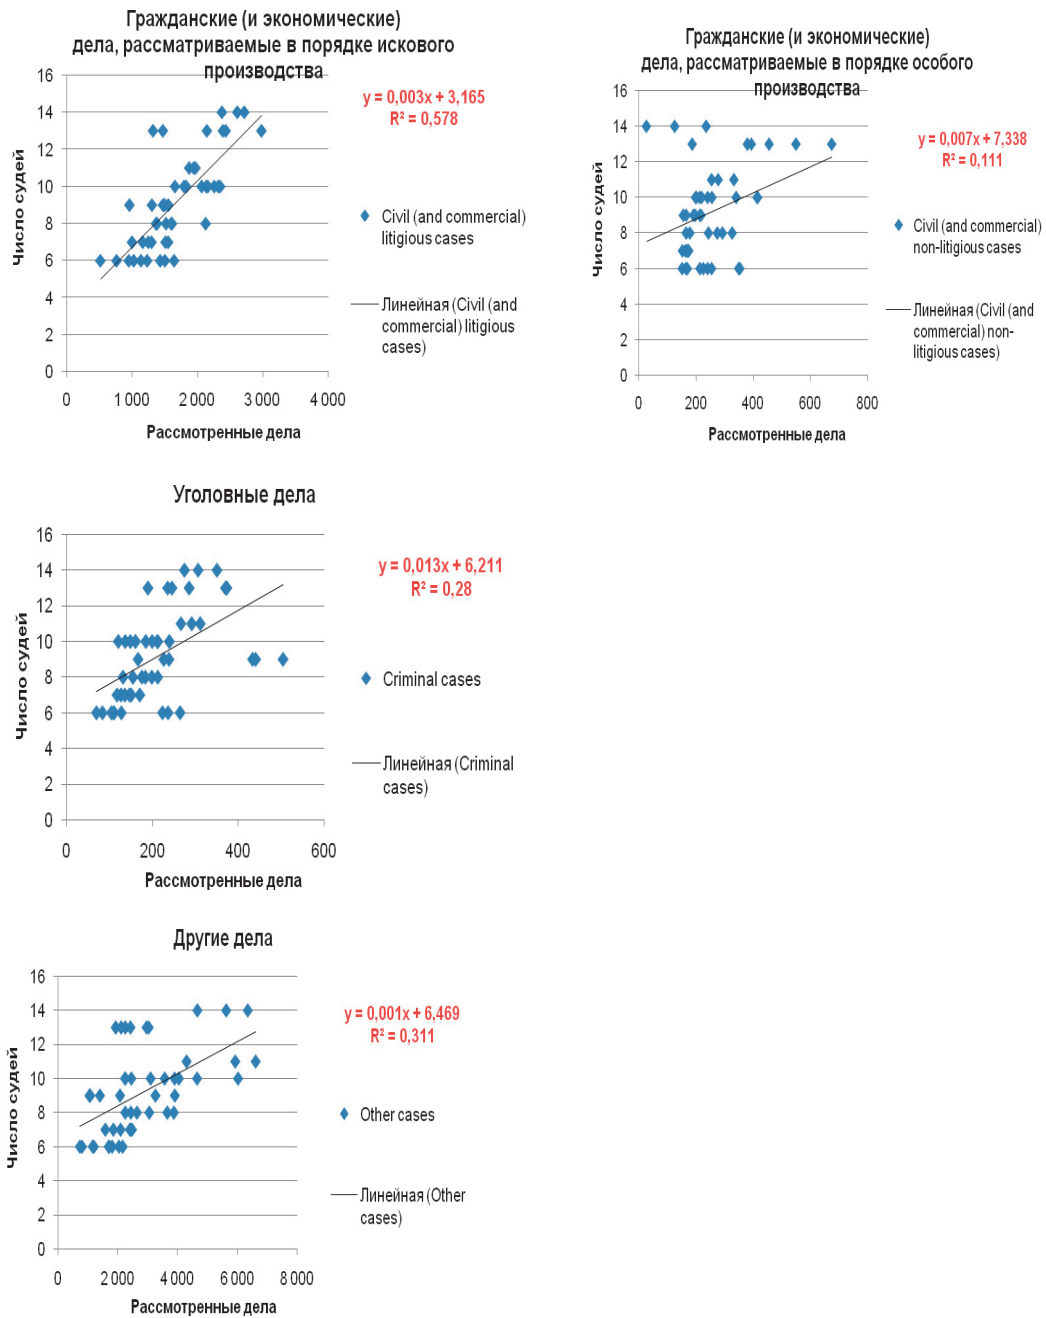 Гражданские (и экономические)
дела, рассматриваемые в порядке искового
производства
16
14
12
10
8
6
4
2
0
0 1 000 2 000 3 000 4 000
Число судей
Рассмотренные дела
y = 0,003x + 3,165
R² = 0,578
Civil (and commercial)
litigious cases
Линейная (Civil (and
commercial) litigious
cases)
Гражданские (и экономические)
дела, рассматриваемые в порядке особого
производства
16
14
12
10
8
6
4
2
0
0 200 400 600 800
Число судей
Рассмотренные дела
y = 0,007x + 7,338
R² = 0,111
Civil (and commercial)
non-litigious cases
Линейная (Civil (and
commercial) non-
litigious cases)
Уголовные дела
16
14
12
10
8
6
4
2
0
0 200 400 600
Число судей
Рассмотренные дела
y = 0,013x + 6,211
R² = 0,28
Criminal cases
Линейная (Criminal
cases)
Другие дела
16
14
12
10
8
6
4
2
0
0 2 000 4 000 6 000 8 000
Число судей
Рассмотренные дела
y = 0,001x + 6,469
R² = 0,311
Other cases
Линейная (Other
cases)